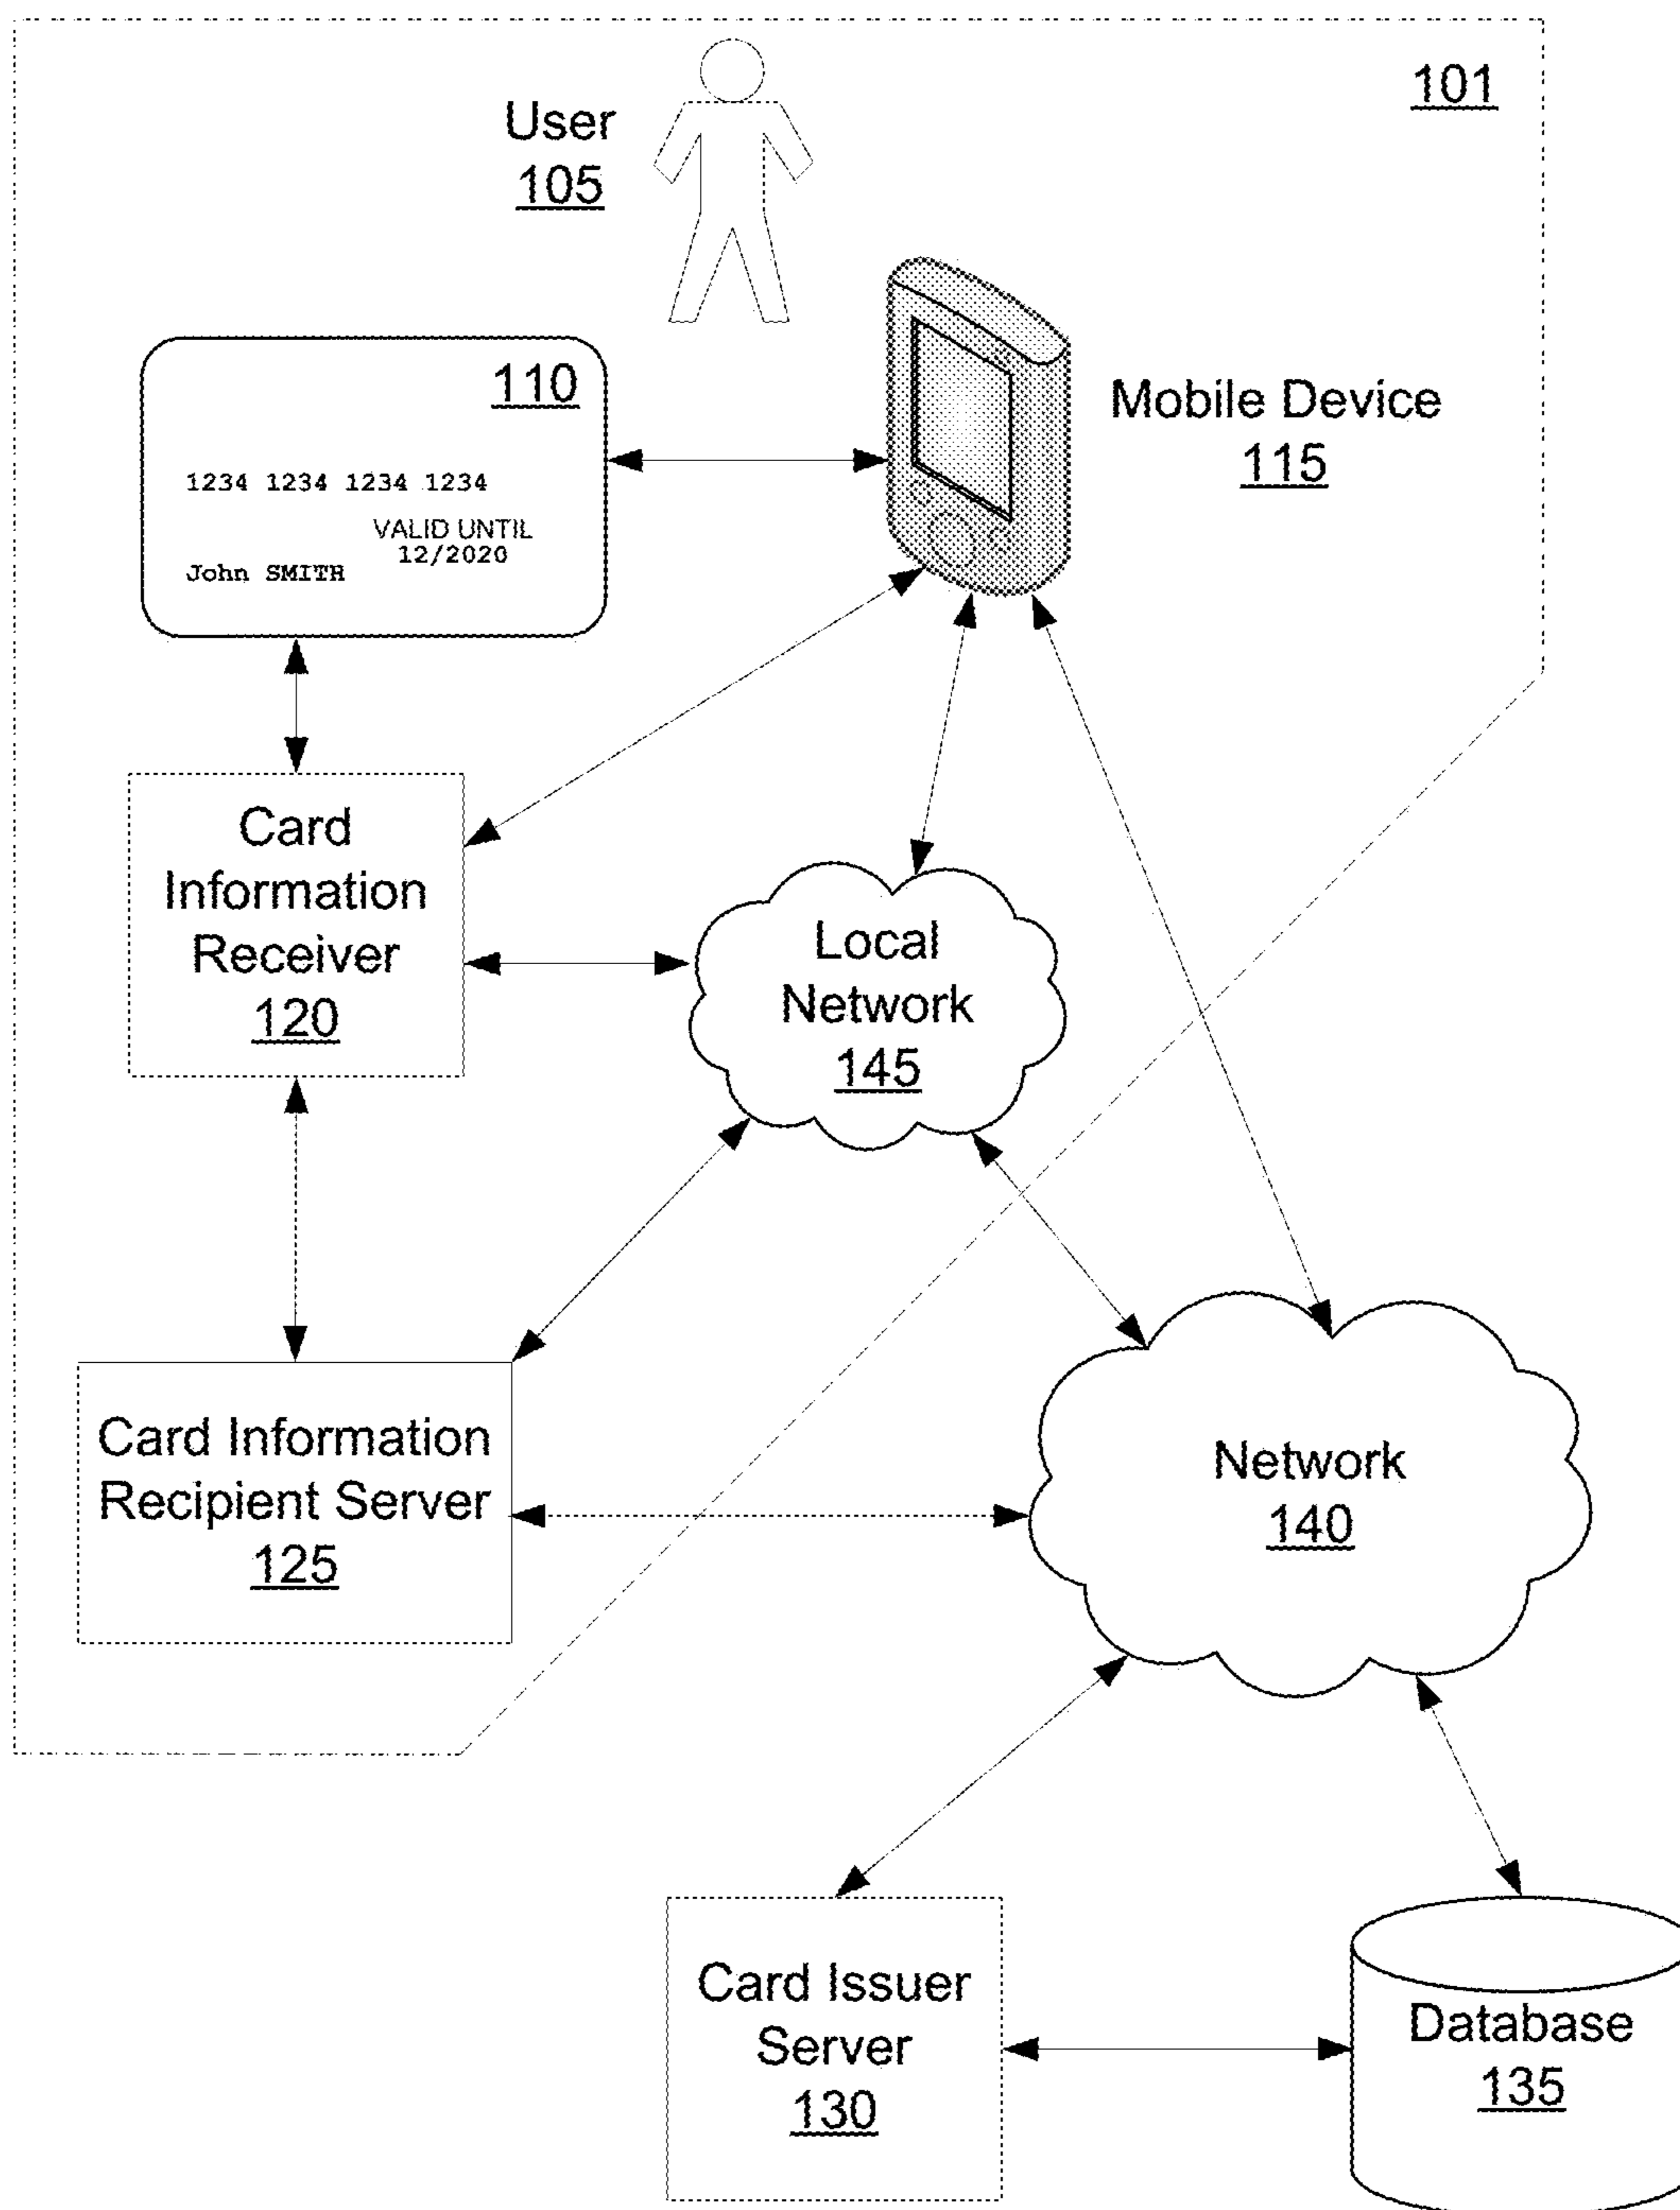 101
User
105
110
1234 1234 1234 1234
VALID UNTIL
12/2020
John SMITH
Mobile Device
115
Card
Information
Receiver
120
Local
Network
145
Card Information
Recipient Server
125
Network
140
Card Issuer
Server
130
Database
135